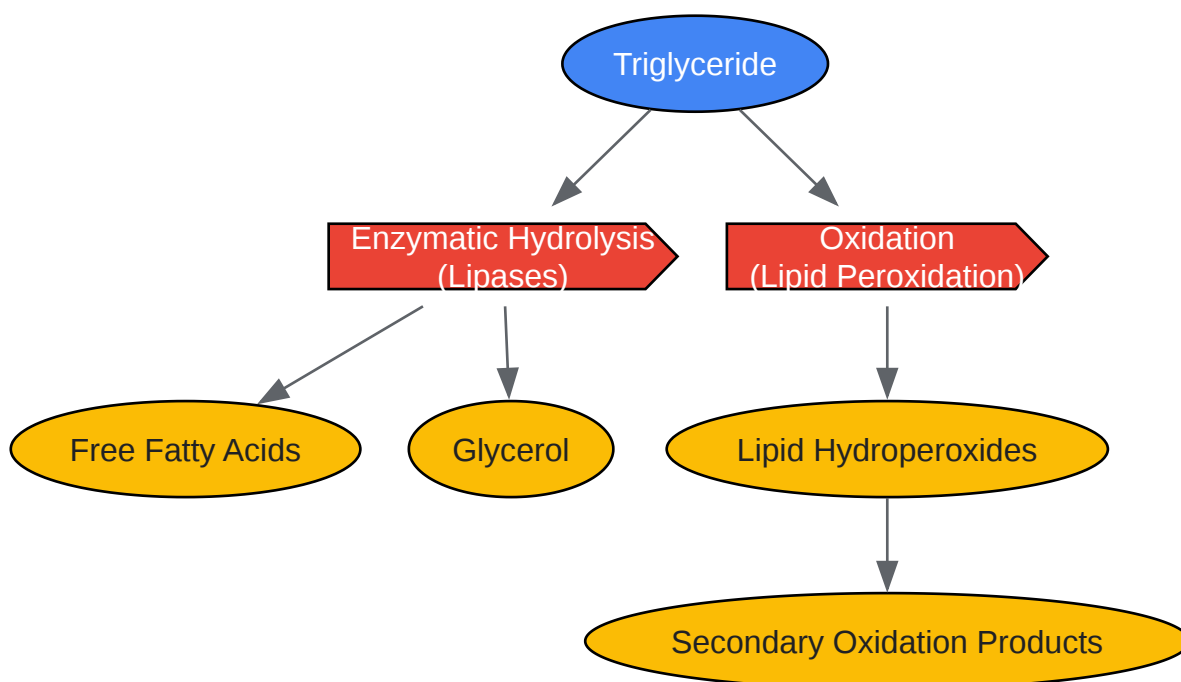 Triglyceride
Enzymatic Hydrolysis
(Lipases)
Oxidation
(Lipid Peroxidation)
Free Fatty Acids
Glycerol
Lipid Hydroperoxides
Secondary Oxidation Products